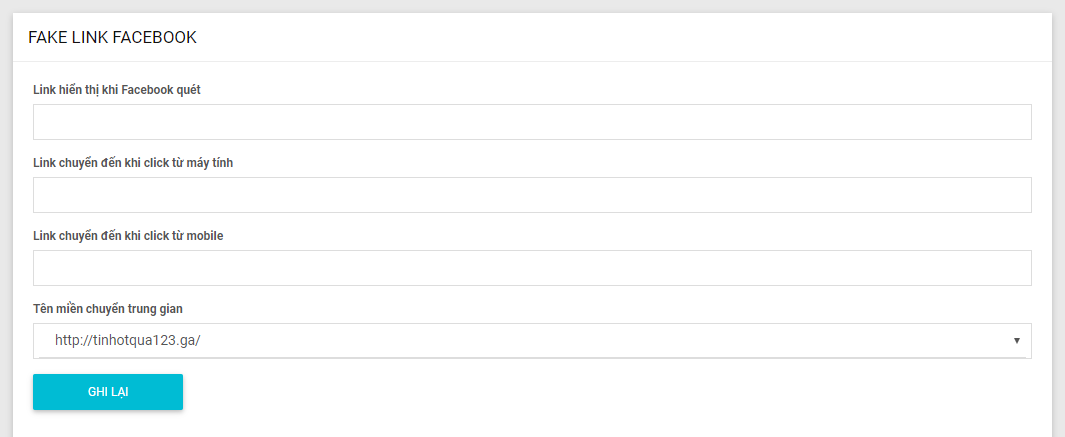 FAKE LINK FACEBOOK
Link hiển thị khi Facebook quét
Link chuyển đến khi click từ máy tính
Link chuyển đến khi click từ mobile
Tên miền chuyển trung gian
http://tinhotqua123.ga/
GHI LẠI